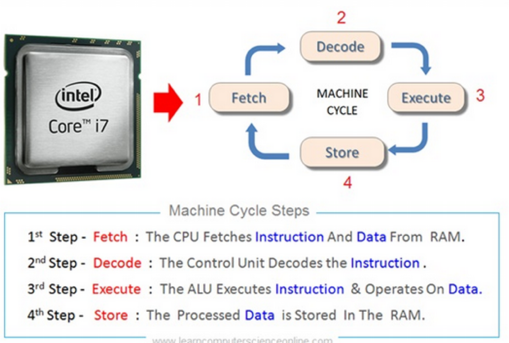 2
Decode
intel
Core™ i7
1
Fetch
MACHINE
CYCLE
Execute
3
Store
4
Machine Cycle Steps
1st Step - Fetch : The CPU Fetches Instruction And Data From RAM.
2nd Step - Decode : The Control Unit Decodes the Instruction .
3rd Step - Execute : The ALU Executes Instruction & Operates On Data.
4th Step - Store : The Processed Data is Stored In The RAM.
www.learncomputerscienceonline.com